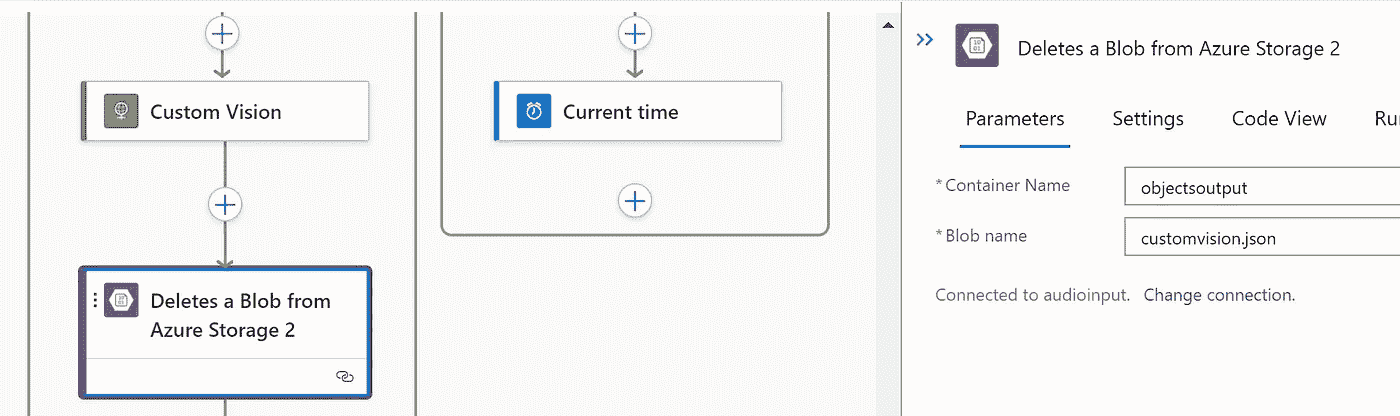 Custom Vision
Deletes a Blob from
Azure Storage 2
Current time
Deletes a Blob from Azure Storage 2
Parameters Settings Code View Ru
*Container Name objectsoutput
*Blob name customvision.json
Connected to audioinput. Change connection.